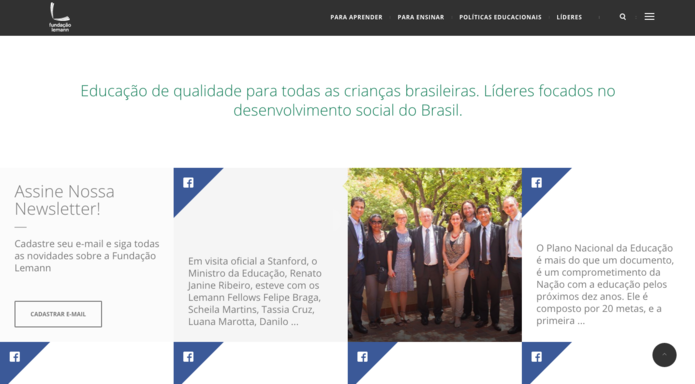 fundação
lemann
PARA APRENDER
PARA ENSINAR
POLÍTICAS EDUCACIONAIS
LÍDERES
Educação de qualidade para todas as crianças brasileiras. Líderes focados no
desenvolvimento social do Brasil.
Assine Nossa
Newsletter!
Cadastre seu e-mail e siga todas
as novidades sobre a Fundação
Lemann
CADASTRAR E-MAIL
Em visita oficial a Stanford, o
Ministro da Educação, Renato
Janine Ribeiro, esteve com os
Lemann Fellows Felipe Braga,
Scheila Martins, Tassia Cruz,
Luana Marotta, Danilo ...
O Plano Nacional da Educação
é mais do que um documento,
é um comprometimento da
Nação com a educação pelos
próximos dez anos. Ele é
composto por 20 metas, e a
primeira ...